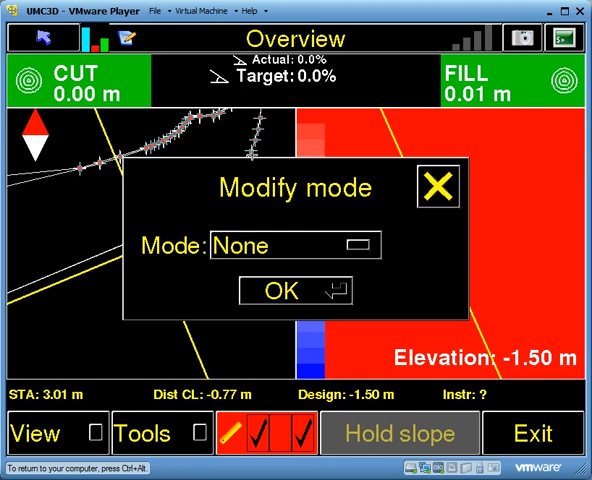 UMC3D - VMware Player File Virtual Machine Help
Overview
CUT
0.00 m
Actual: 0.0%
Target: 0.0%
FILL
0.01 m
Modify mode
Mode: None
OK
Elevation: -1.50 m
STA: 3.01 m Dist CL: -0.77 m Design: -1.50 m Instr: ?
View Tools Hold slope Exit
To return to your computer, press Ctrl+Alt. vmware